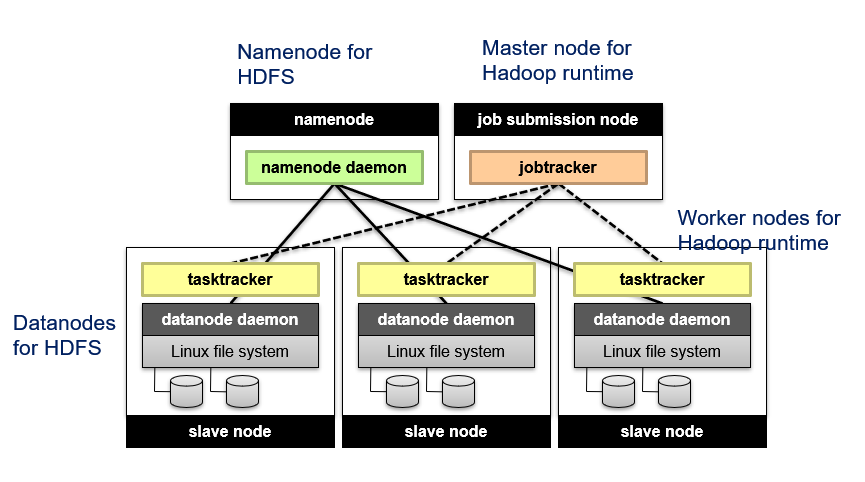 Namenode for
HDFS
Master node for
Hadoop runtime
namenode
job submission node
namenode daemon
jobtracker
Worker nodes for
Hadoop runtime
tasktracker
tasktracker
tasktracker
Datanodes
for HDFS
datanode daemon
datanode daemon
datanode daemon
Linux file system
Linux file system
Linux file system
slave node
slave node
slave node